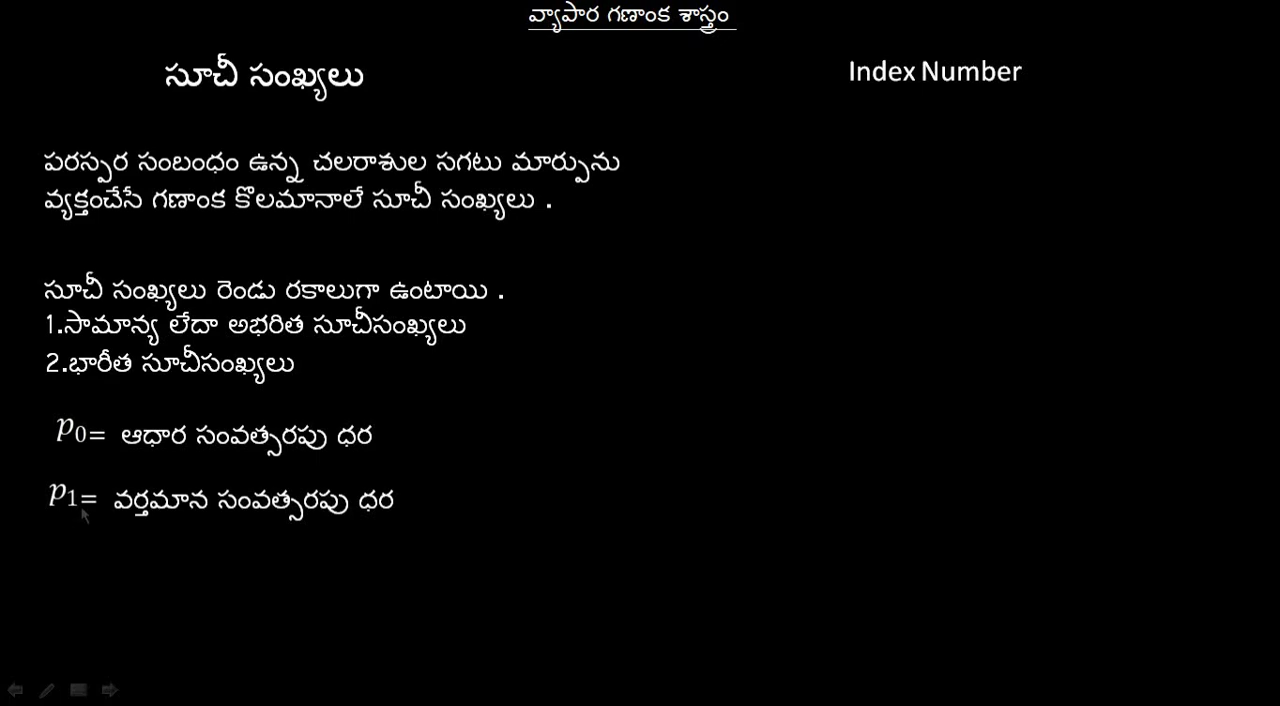 వ్యాపార గణాంక శాస్త్రం
సూచీ సంఖ్యలు
Index Number
పరస్పర సంబంధం ఉన్న చలరాశుల సగటు మార్పును
వ్యక్తంచేసే గణాంక కొలమానాలే సూచీ సంఖ్యలు .
సూచీ సంఖ్యలు రెండు రకాలుగా ఉంటాయి .
1.సామాన్య లేదా అభరిత సూచీసంఖ్యలు
2.భారీత సూచీసంఖ్యలు
p₀= ఆధార సంవత్సరపు ధర
p₁= వర్తమాన సంవత్సరపు ధర